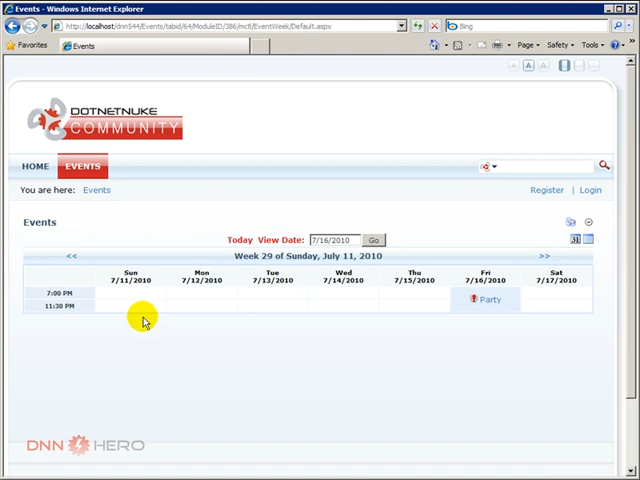 Events - Windows Internet Explorer
http://localhost/dnn544/Events/tabid/64/ModuleID/386/mctl/EventWeek/Default.aspx
Bing
Favorites
Events
Page
Safety
Tools
A A A
DOTNETNUKE
COMMUNITY
HOME
EVENTS
You are here: Events
Register | Login
Events
Today View Date: 7/16/2010 Go
31
<< Week 29 of Sunday, July 11, 2010 >>
Sun Mon Tue Wed Thu Fri Sat
7/11/2010 7/12/2010 7/13/2010 7/14/2010 7/15/2010 7/16/2010 7/17/2010
7:00 PM
Party
11:30 PM
DNN HERO